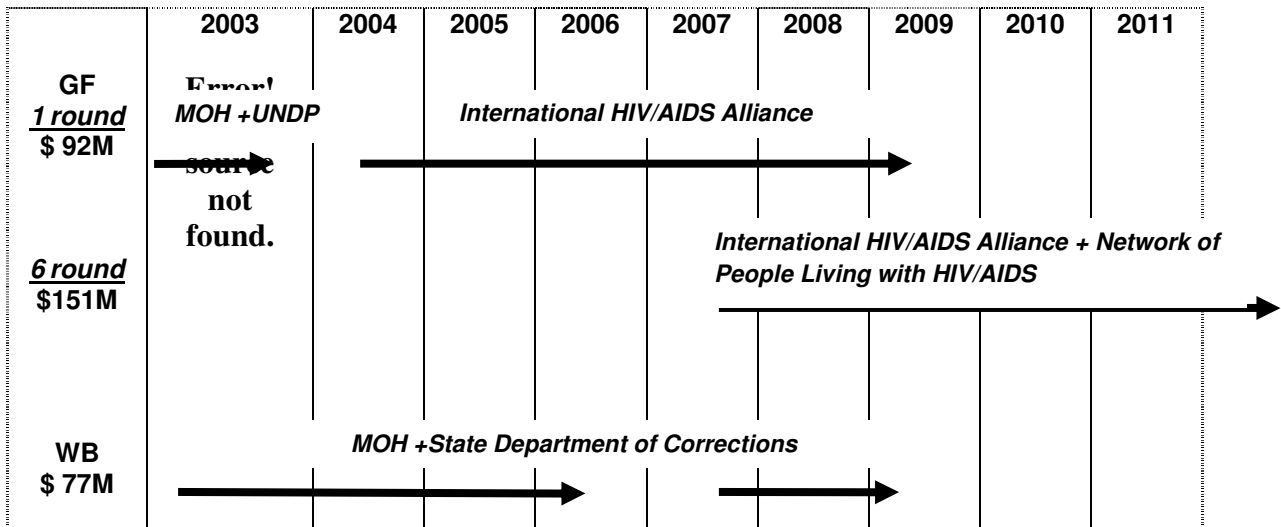 2003 2004 2005 2006 2007 2008 2009 2010 2011
GF
1 round
$ 92M
Error!
MOH +UNDP
source
not
found.
International HIV/AIDS Alliance
6 round
$151M
International HIV/AIDS Alliance + Network of
People Living with HIV/AIDS
WB
$ 77M
MOH +State Department of Corrections